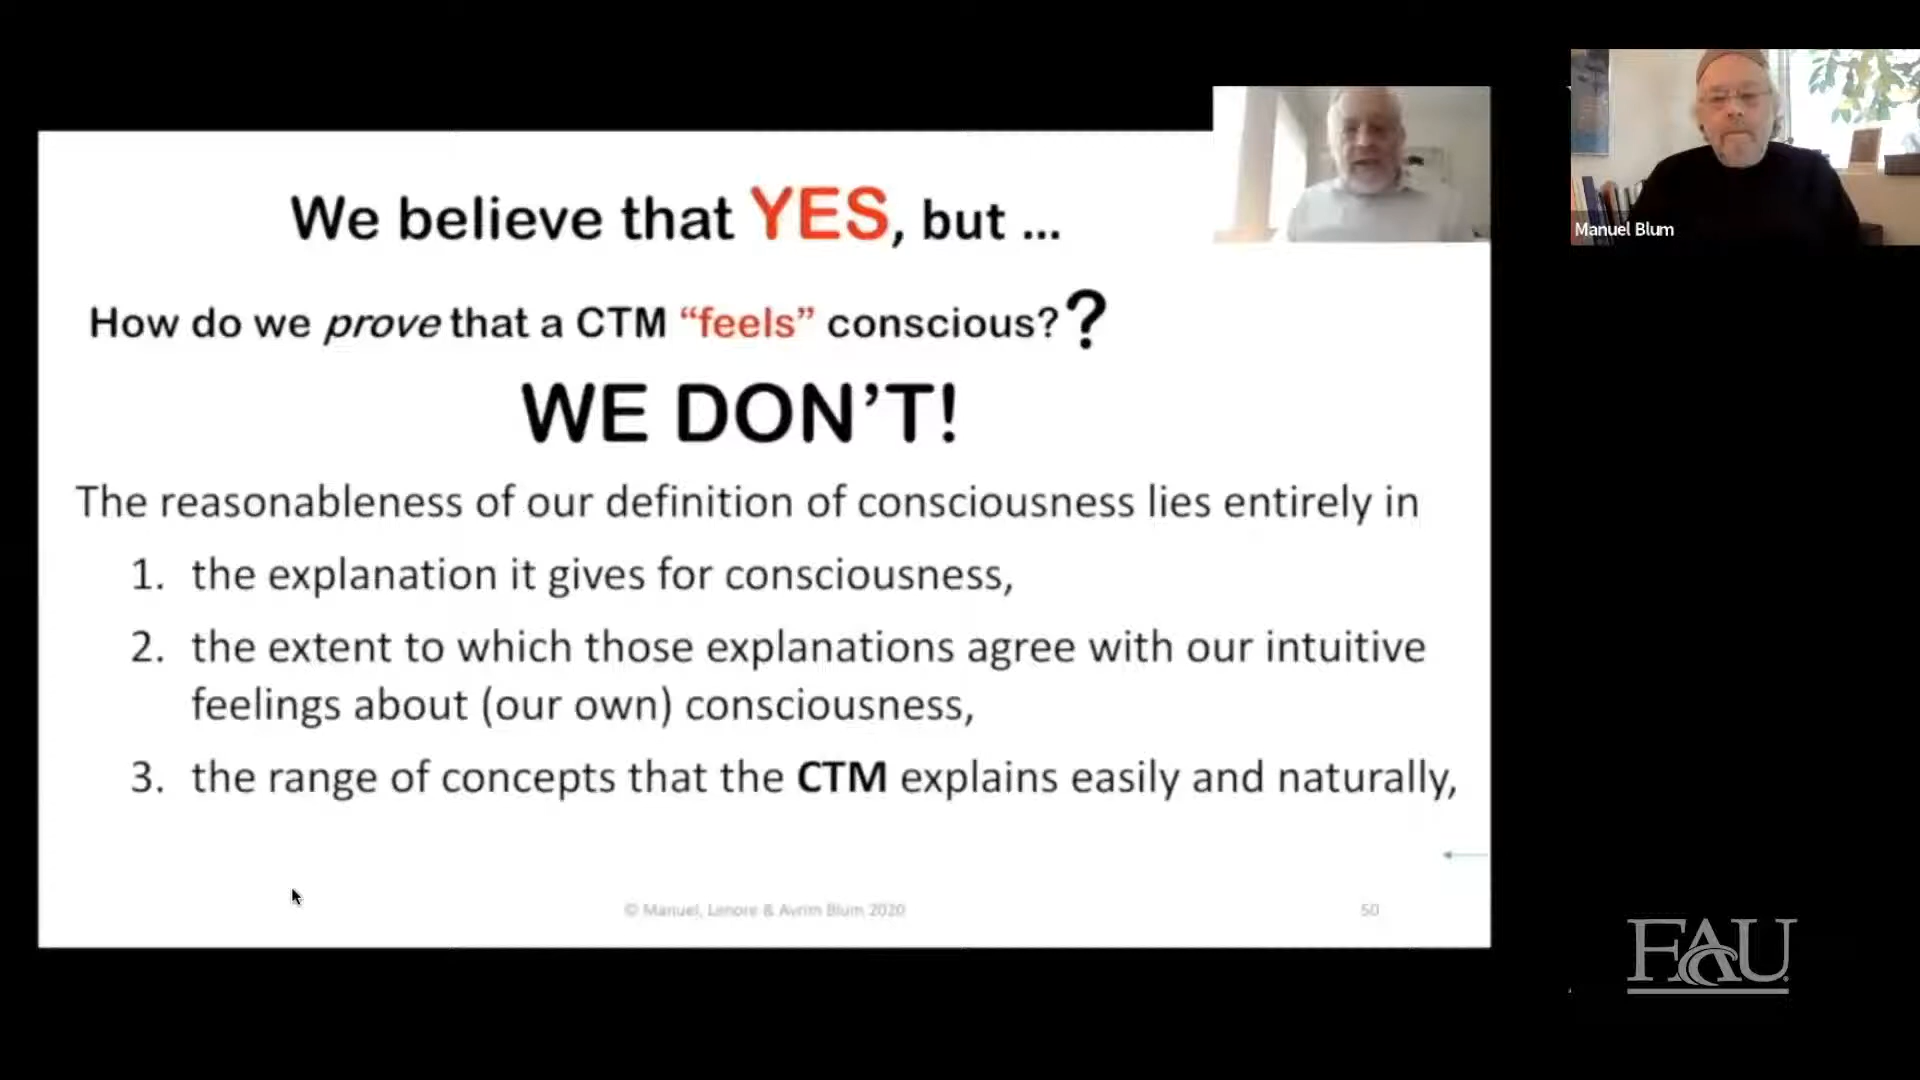 We believe that YES, but ...
How do we prove that a CTM “feels” conscious??
WE DON’T!
The reasonableness of our definition of consciousness lies entirely in
1. the explanation it gives for consciousness,
2. the extent to which those explanations agree with our intuitive
feelings about (our own) consciousness,
3. the range of concepts that the CTM explains easily and naturally,
© Manuel, Lenore & Avrim Blum 2020
50
Manuel Blum
FAU